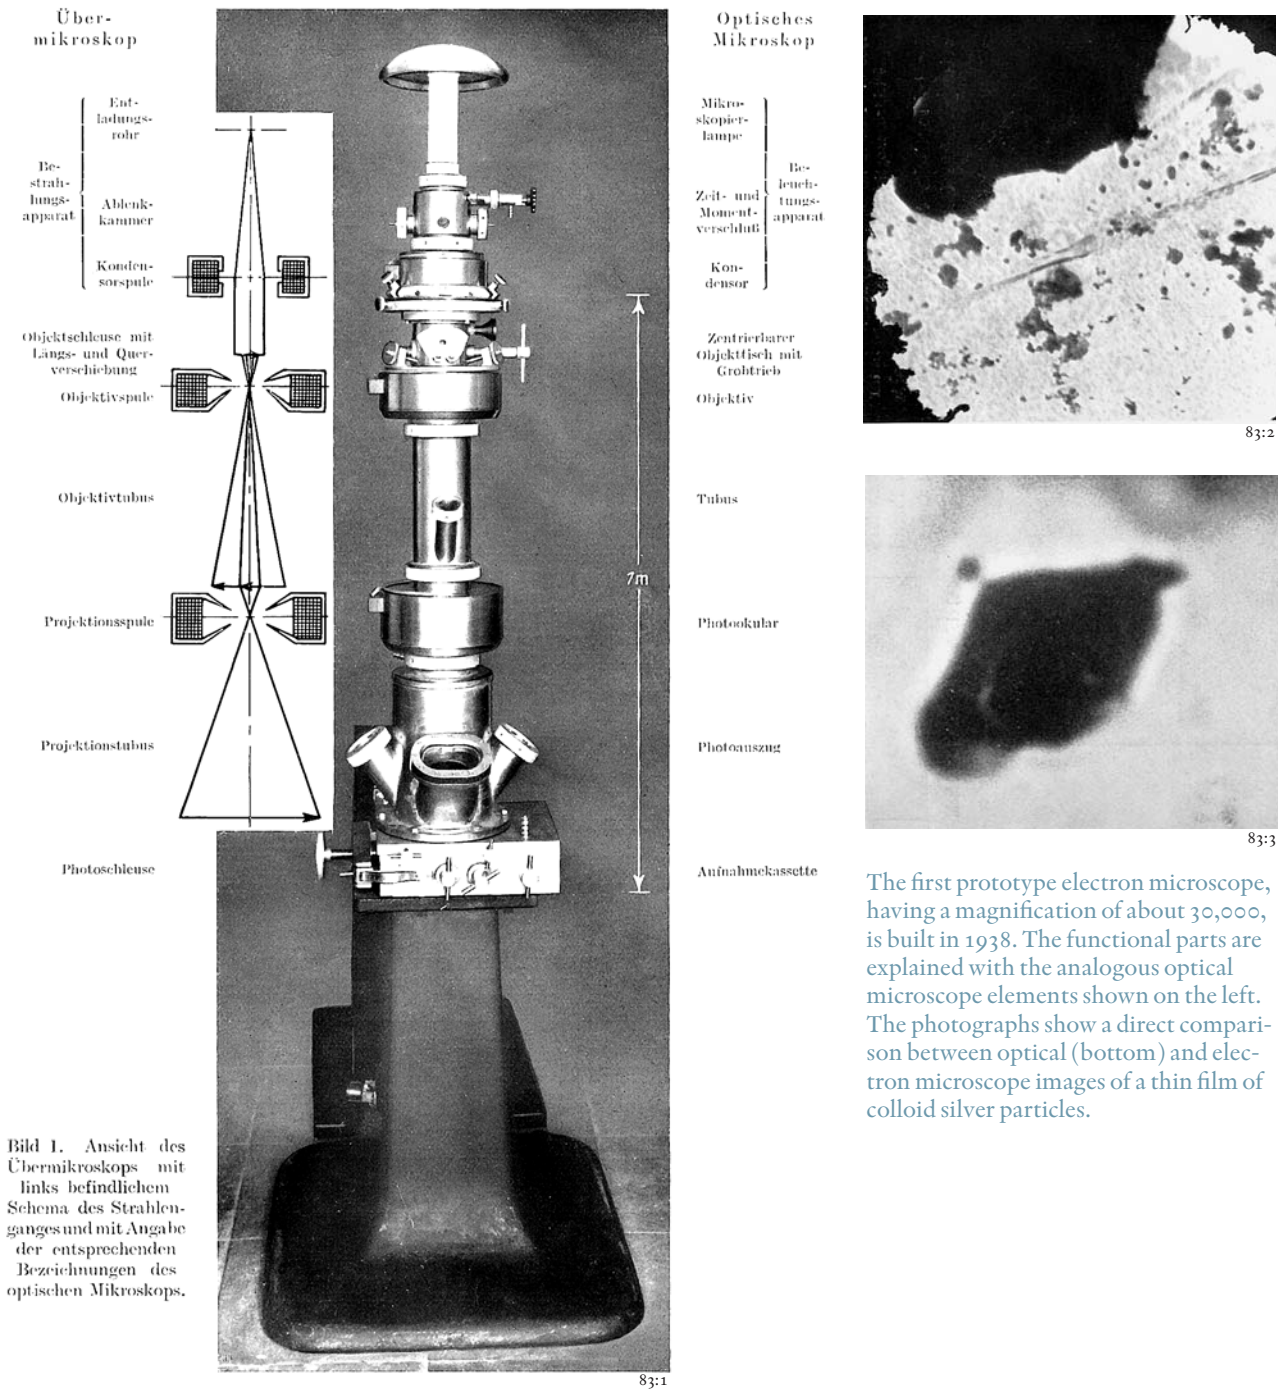 Über-
mikroskop
Ent-
ladungs-
rohr
Be-
strah-
lungs-
apparat
Ablenk-
kammer
Konden-
sorspule
Objektschleuse mit
Längs- und Quer-
verschiebung
Objektivspule
Objektivtubus
Projektionsspule
Projektionstubus
Photoschleuse
Bild 1. Ansicht des
Übermikroskops mit
links befindlichem
Schema des Strahlen-
ganges und mit Angabe
der entsprechenden
Bezeichnungen des
optischen Mikroskops.
1m
83:1
Optisches
Mikroskop
Mikro-
skopier-
lampe
Be-
leuch-
tungs-
apparat
Zeit- und
Moment-
verschluß
Kon-
densor
Zentrierbarer
Objekttisch mit
Grobtrieb
Objektiv
Tubus
Photookular
Photoauszug
Aufnahmekassette
83:2
83:3
The first prototype electron microscope,
having a magnification of about 30,000,
is built in 1938. The functional parts are
explained with the analogous optical
microscope elements shown on the left.
The photographs show a direct compari-
son between optical (bottom) and elec-
tron microscope images of a thin film of
colloid silver particles.